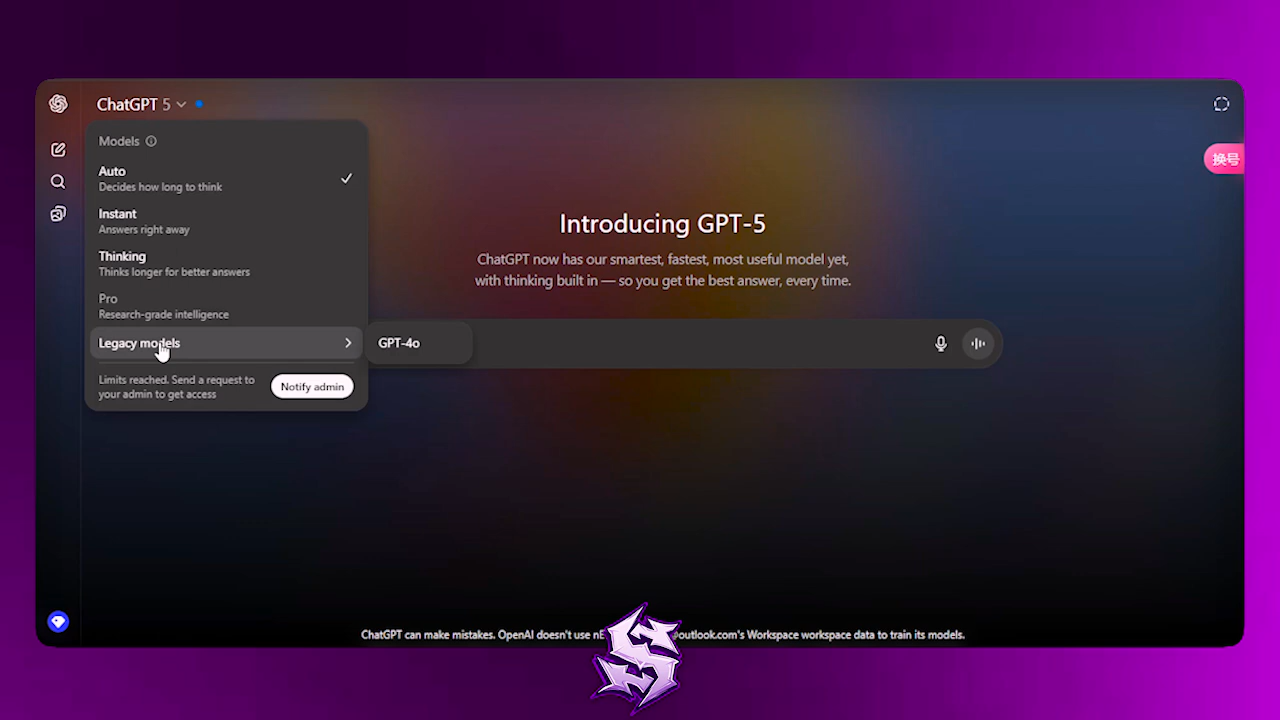 ChatGPT 5
换号
Models
Auto
Decides how long to think
Instant
Answers right away
Thinking
Thinks longer for better answers
Pro
Research-grade intelligence
Legacy models
GPT-4o
Limits reached. Send a request to
your admin to get access
Notify admin
Introducing GPT-5
ChatGPT now has our smartest, fastest, most useful model yet,
with thinking built in — so you get the best answer, every time.
ChatGPT can make mistakes. OpenAI doesn't use @outlook.com's Workspace workspace data to train its models.